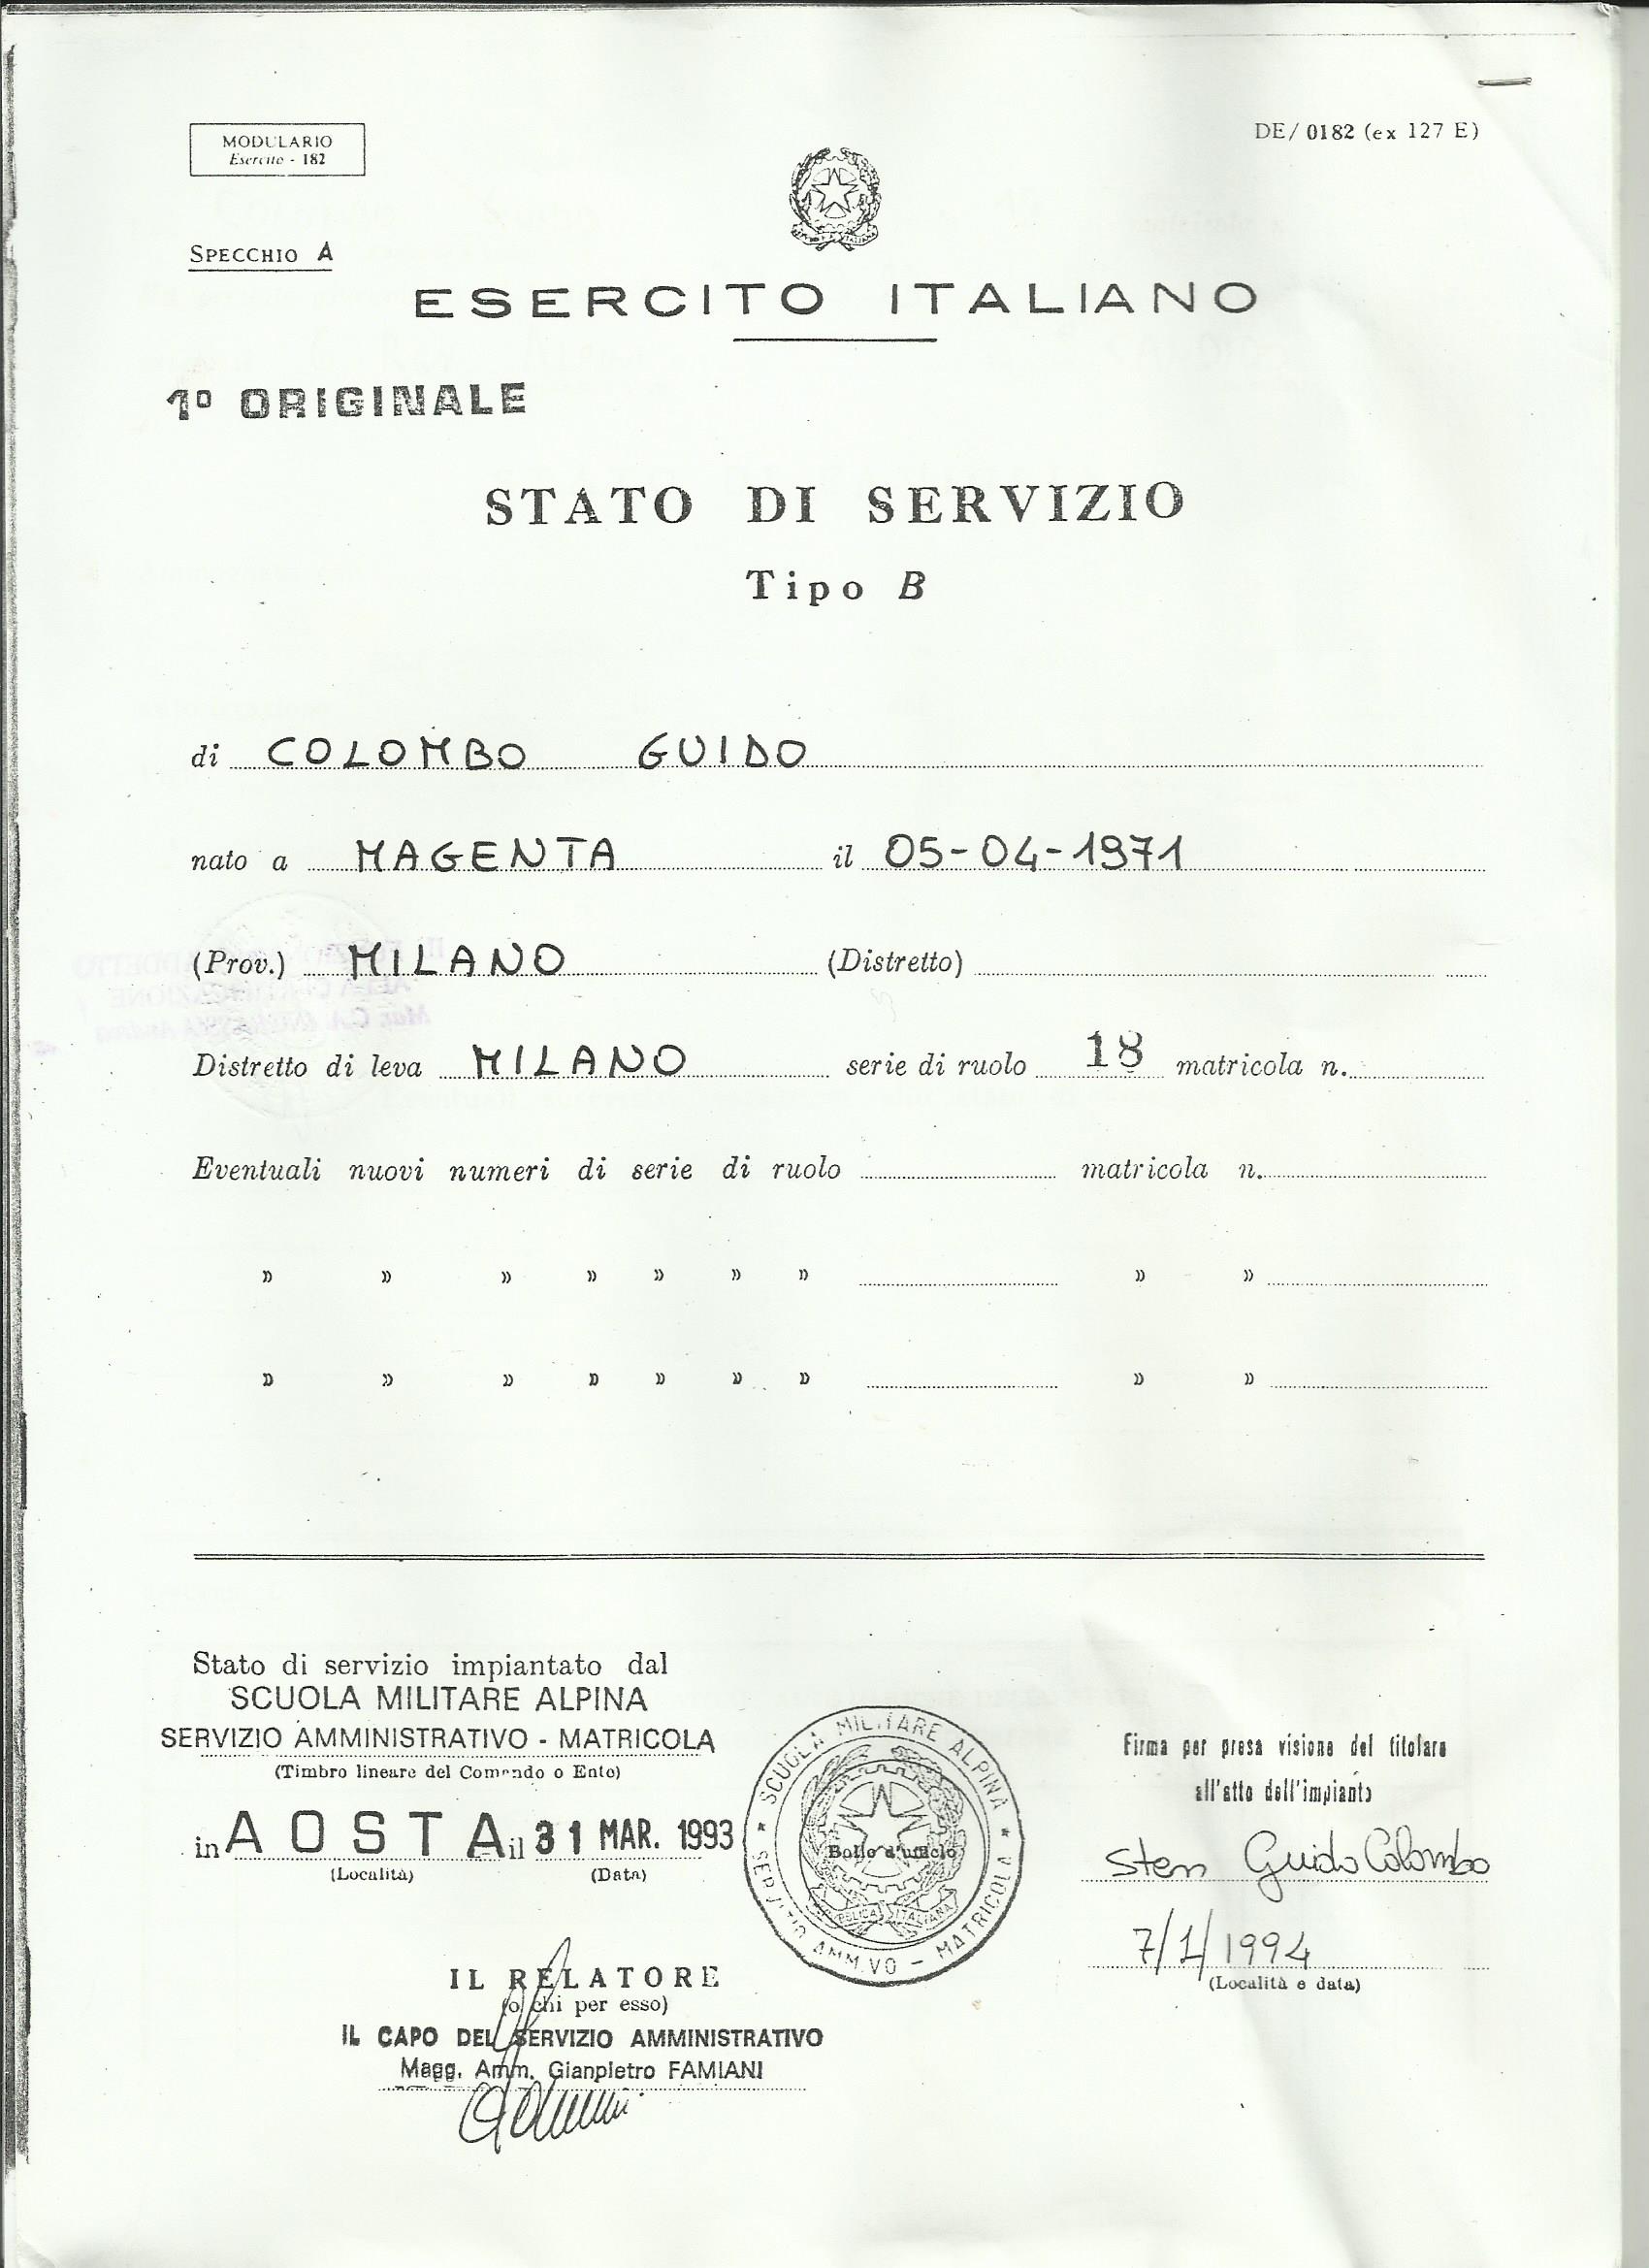 MODULARIO
Esercito - 182
DE/ 0182 (ex 127 E)
SPECCHIO A
ESERCITO ITALIANO
1º ORIGINALE
STATO DI SERVIZIO
Tipo B
di COLOMBO GUIDO
nato a MAGENTA il 05-04-1971
(Prov.) MILANO (Distretto)
Distretto di leva MILANO serie di ruolo 18 matricola n.
Eventuali nuovi numeri di serie di ruolo matricola n.
» » » » » » » » »
» » » » » » » » »
Stato di servizio impiantato dal
SCUOLA MILITARE ALPINA
SERVIZIO AMMINISTRATIVO - MATRICOLA
(Timbro lineare del Comando o Ente)
in AOSTA il 31 MAR. 1993
(Località) (Data)
SCUOLA MILITARE ALPINA
SERVIZIO AMM.VO - MATRICOLA
Bollo d'ufficio
REPUBBLICA ITALIANA
Firma per presa visione del titolare
all'atto dell'impianto
Sten Guido Colombo
7/1/1994
(Località e data)
IL RELATORE
(o chi per esso)
IL CAPO DEL SERVIZIO AMMINISTRATIVO
Magg. Amm. Gianpietro FAMIANI